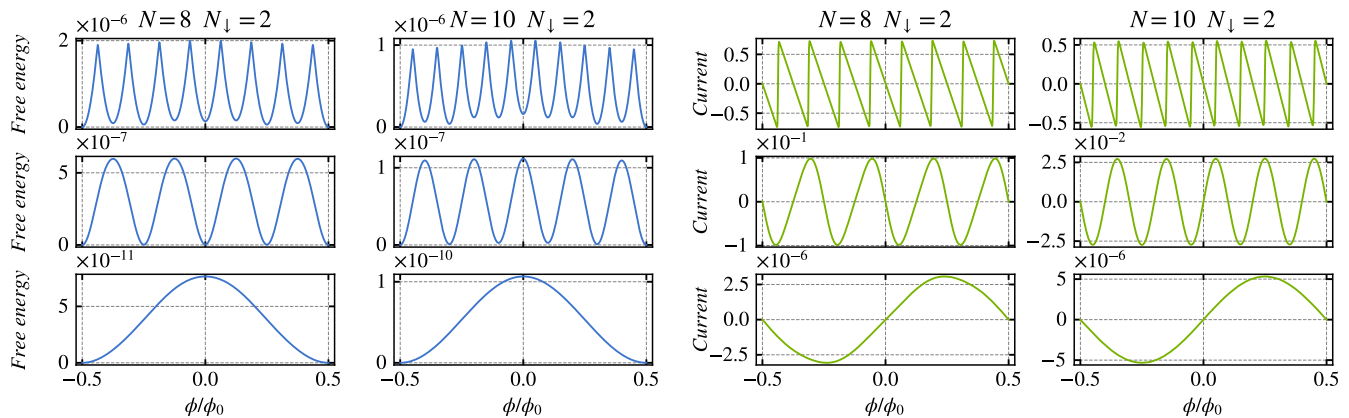 ×10⁻⁶ N = 8 N↓ = 2
Free energy
2
1
0
×10⁻⁶ N = 10 N↓ = 2
1
0
×10⁻⁷
Free energy
5
0
×10⁻⁷
1
0
×10⁻¹¹
Free energy
5
0
−0.5 0.0 0.5
ϕ/ϕ₀
×10⁻¹⁰
1
0
−0.5 0.0 0.5
ϕ/ϕ₀
N = 8 N↓ = 2
Current
0.5
0.0
−0.5
N = 10 N↓ = 2
0.5
0.0
−0.5
×10⁻¹
Current
1
0
−1
×10⁻²
2.5
0.0
−2.5
×10⁻⁶
Current
2.5
0.0
−2.5
−0.5 0.0 0.5
ϕ/ϕ₀
×10⁻⁶
5
0
−5
−0.5 0.0 0.5
ϕ/ϕ₀